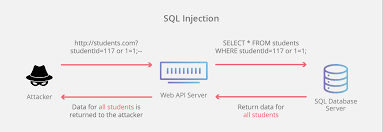 SQL Injection
http://students.com?
studentId=117 or 1=1;--
SELECT * FROM students
WHERE studentId=117 or 1=1;
Attacker
Web API Server
SQL Database
Server
Data for all students is
returned to the attacker
Return data for
all students